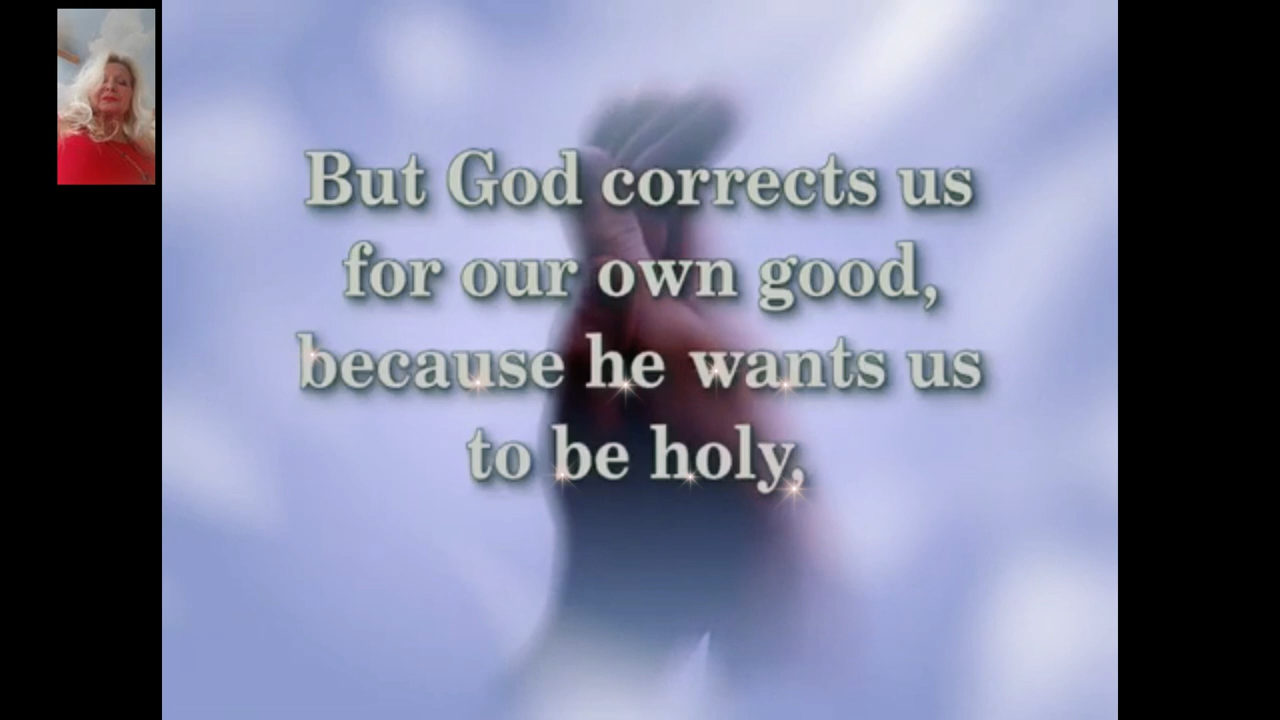 But God corrects us
for our own good,
because he wants us
to be holy,